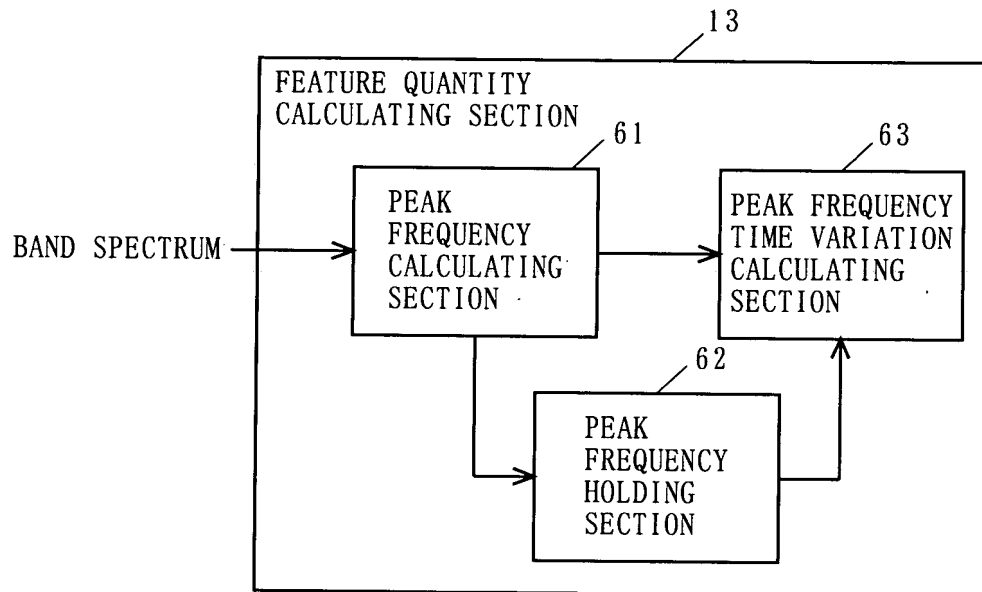 13
FEATURE QUANTITY
CALCULATING SECTION
61
63
PEAK
FREQUENCY
CALCULATING
SECTION
PEAK FREQUENCY
TIME VARIATION
CALCULATING
SECTION
BAND SPECTRUM
62
PEAK
FREQUENCY
HOLDING
SECTION